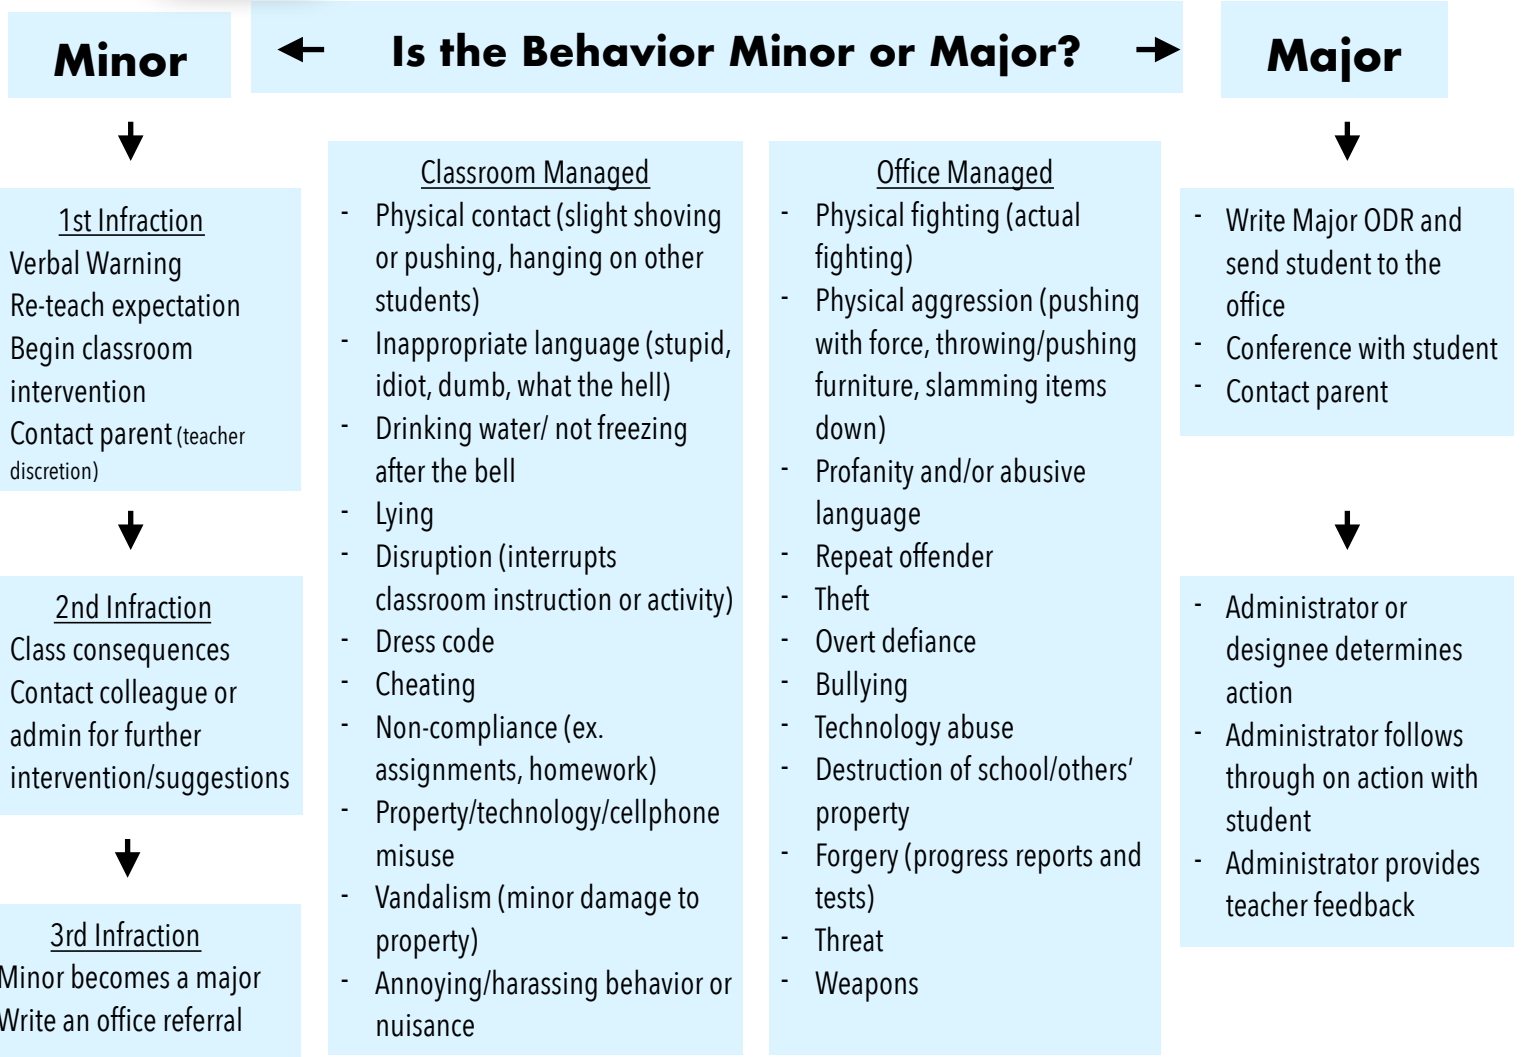 Minor
Is the Behavior Minor or Major?
Major
1st Infraction
Verbal Warning
Re-teach expectation
Begin classroom
intervention
Contact parent (teacher
discretion)
2nd Infraction
Class consequences
Contact colleague or
admin for further
intervention/suggestions
3rd Infraction
Minor becomes a major
Write an office referral
Classroom Managed
- Physical contact (slight shoving
or pushing, hanging on other
students)
- Inappropriate language (stupid,
idiot, dumb, what the hell)
- Drinking water/ not freezing
after the bell
- Lying
- Disruption (interrupts
classroom instruction or activity)
- Dress code
- Cheating
- Non-compliance (ex.
assignments, homework)
- Property/technology/cellphone
misuse
- Vandalism (minor damage to
property)
- Annoying/harassing behavior or
nuisance
Office Managed
- Physical fighting (actual
fighting)
- Physical aggression (pushing
with force, throwing/pushing
furniture, slamming items
down)
- Profanity and/or abusive
language
- Repeat offender
- Theft
- Overt defiance
- Bullying
- Technology abuse
- Destruction of school/others’
property
- Forgery (progress reports and
tests)
- Threat
- Weapons
- Write Major ODR and
send student to the
office
- Conference with student
- Contact parent
- Administrator or
designee determines
action
- Administrator follows
through on action with
student
- Administrator provides
teacher feedback